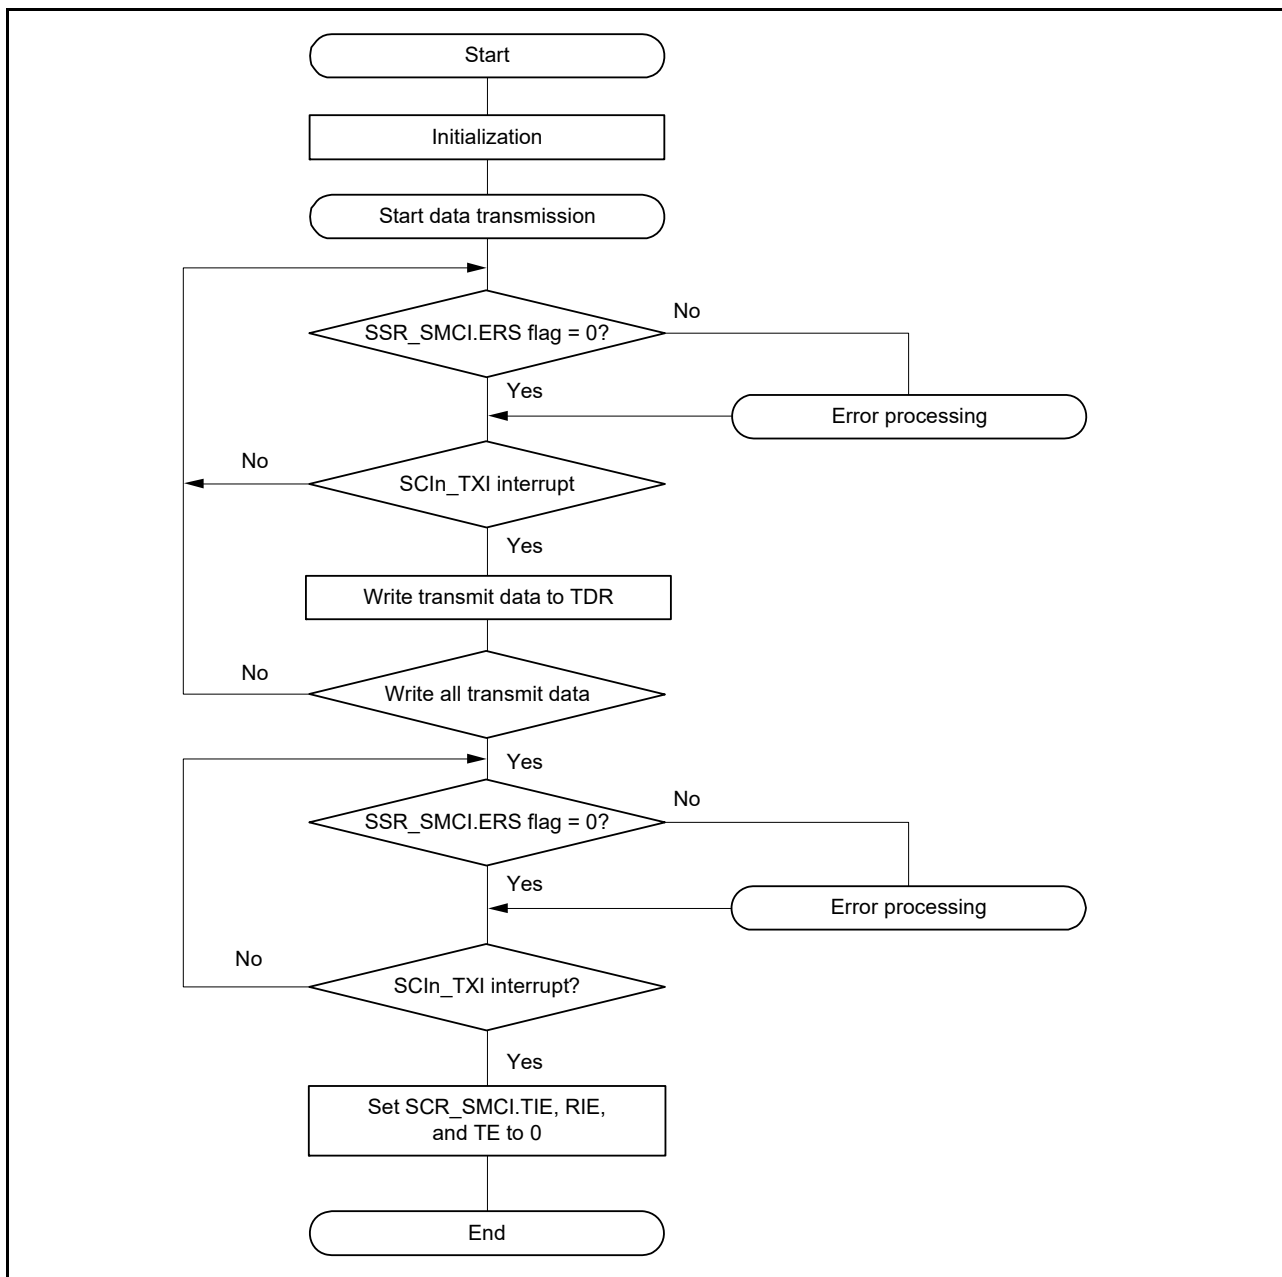 Start
Initialization
Start data transmission
No
SSR_SMCI.ERS flag = 0?
Yes
Error processing
No
SCIn_TXI interrupt
Yes
Write transmit data to TDR
No
Write all transmit data
Yes
No
SSR_SMCI.ERS flag = 0?
Yes
Error processing
No
SCIn_TXI interrupt?
Yes
Set SCR_SMCI.TIE, RIE,
and TE to 0
End